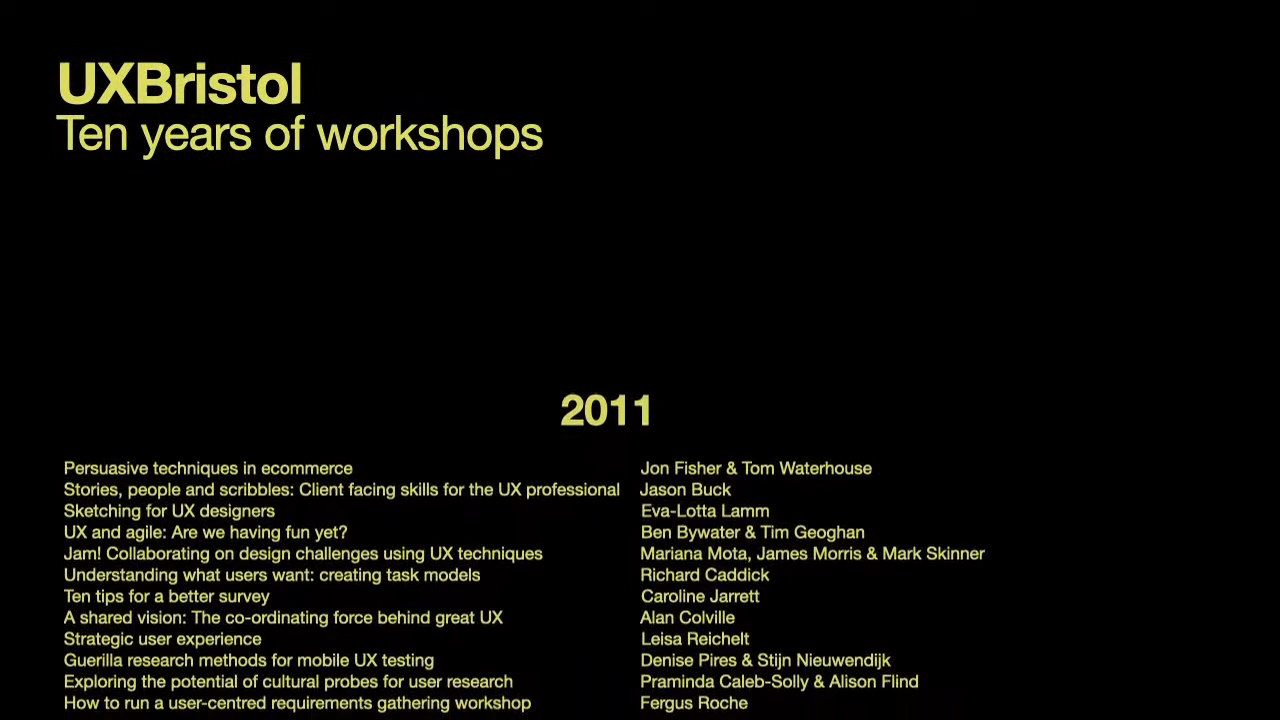 UXBristol
Ten years of workshops
2011
Persuasive techniques in ecommerce Jon Fisher & Tom Waterhouse
Stories, people and scribbles: Client facing skills for the UX professional Jason Buck
Sketching for UX designers Eva-Lotta Lamm
UX and agile: Are we having fun yet? Ben Bywater & Tim Geoghan
Jam! Collaborating on design challenges using UX techniques Mariana Mota, James Morris & Mark Skinner
Understanding what users want: creating task models Richard Caddick
Ten tips for a better survey Caroline Jarrett
A shared vision: The co-ordinating force behind great UX Alan Colville
Strategic user experience Leisa Reichelt
Guerilla research methods for mobile UX testing Denise Pires & Stijn Nieuwendijk
Exploring the potential of cultural probes for user research Praminda Caleb-Solly & Alison Flind
How to run a user-centred requirements gathering workshop Fergus Roche